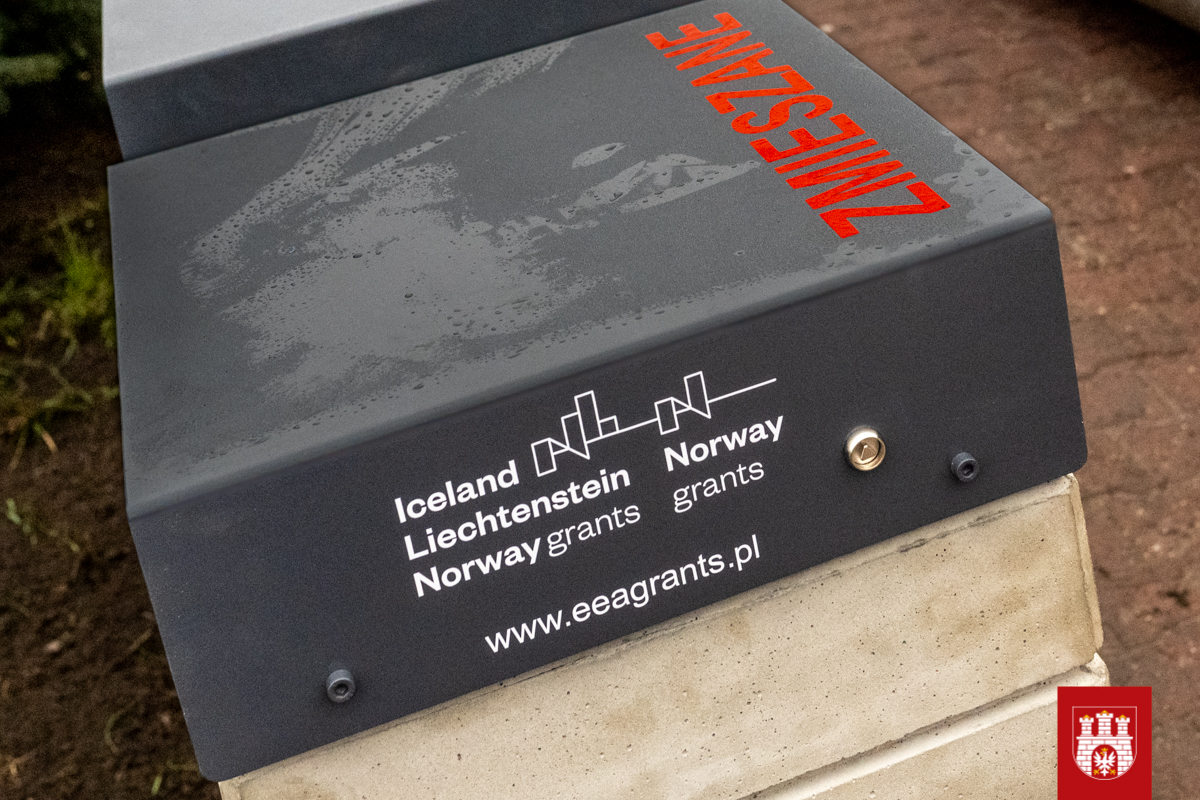 ZMIESZANE
Iceland
Liechtenstein
Norway grants
Norway
grants
www.eeagrants.pl